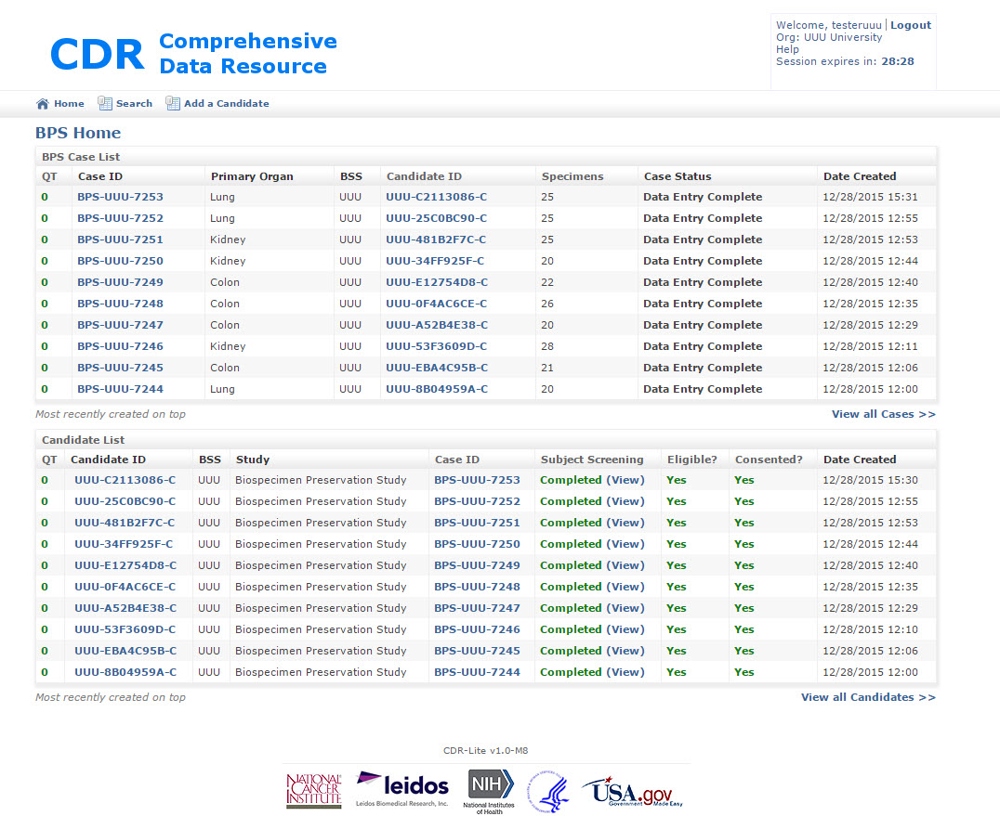 CDR Comprehensive
Data Resource
Welcome, testeruuu | Logout
Org: UUU University
Help
Session expires in: 28:28
Home Search Add a Candidate
BPS Home
BPS Case List
QT Case ID Primary Organ BSS Candidate ID Specimens Case Status Date Created
0 BPS-UUU-7253 Lung UUU UUU-C2113086-C 25 Data Entry Complete 12/28/2015 15:31
0 BPS-UUU-7252 Lung UUU UUU-25C0BC90-C 25 Data Entry Complete 12/28/2015 12:55
0 BPS-UUU-7251 Kidney UUU UUU-481B2F7C-C 25 Data Entry Complete 12/28/2015 12:53
0 BPS-UUU-7250 Kidney UUU UUU-34FF925F-C 20 Data Entry Complete 12/28/2015 12:44
0 BPS-UUU-7249 Colon UUU UUU-E12754D8-C 22 Data Entry Complete 12/28/2015 12:40
0 BPS-UUU-7248 Colon UUU UUU-0F4AC6CE-C 26 Data Entry Complete 12/28/2015 12:35
0 BPS-UUU-7247 Colon UUU UUU-A52B4E38-C 20 Data Entry Complete 12/28/2015 12:29
0 BPS-UUU-7246 Kidney UUU UUU-53F3609D-C 28 Data Entry Complete 12/28/2015 12:11
0 BPS-UUU-7245 Colon UUU UUU-EBA4C95B-C 21 Data Entry Complete 12/28/2015 12:06
0 BPS-UUU-7244 Lung UUU UUU-8B04959A-C 20 Data Entry Complete 12/28/2015 12:00
Most recently created on top View all Cases >>
Candidate List
QT Candidate ID BSS Study Case ID Subject Screening Eligible? Consented? Date Created
0 UUU-C2113086-C UUU Biospecimen Preservation Study BPS-UUU-7253 Completed (View) Yes Yes 12/28/2015 15:30
0 UUU-25C0BC90-C UUU Biospecimen Preservation Study BPS-UUU-7252 Completed (View) Yes Yes 12/28/2015 12:55
0 UUU-481B2F7C-C UUU Biospecimen Preservation Study BPS-UUU-7251 Completed (View) Yes Yes 12/28/2015 12:53
0 UUU-34FF925F-C UUU Biospecimen Preservation Study BPS-UUU-7250 Completed (View) Yes Yes 12/28/2015 12:44
0 UUU-E12754D8-C UUU Biospecimen Preservation Study BPS-UUU-7249 Completed (View) Yes Yes 12/28/2015 12:40
0 UUU-0F4AC6CE-C UUU Biospecimen Preservation Study BPS-UUU-7248 Completed (View) Yes Yes 12/28/2015 12:35
0 UUU-A52B4E38-C UUU Biospecimen Preservation Study BPS-UUU-7247 Completed (View) Yes Yes 12/28/2015 12:29
0 UUU-53F3609D-C UUU Biospecimen Preservation Study BPS-UUU-7246 Completed (View) Yes Yes 12/28/2015 12:10
0 UUU-EBA4C95B-C UUU Biospecimen Preservation Study BPS-UUU-7245 Completed (View) Yes Yes 12/28/2015 12:06
0 UUU-8B04959A-C UUU Biospecimen Preservation Study BPS-UUU-7244 Completed (View) Yes Yes 12/28/2015 12:00
Most recently created on top View all Candidates >>
CDR-Lite v1.0-M8
NATIONAL
CANCER
INSTITUTE
leidos
Leidos Biomedical Research, Inc.
NIH
National Institutes
of Health
USA.gov
Government Made Easy